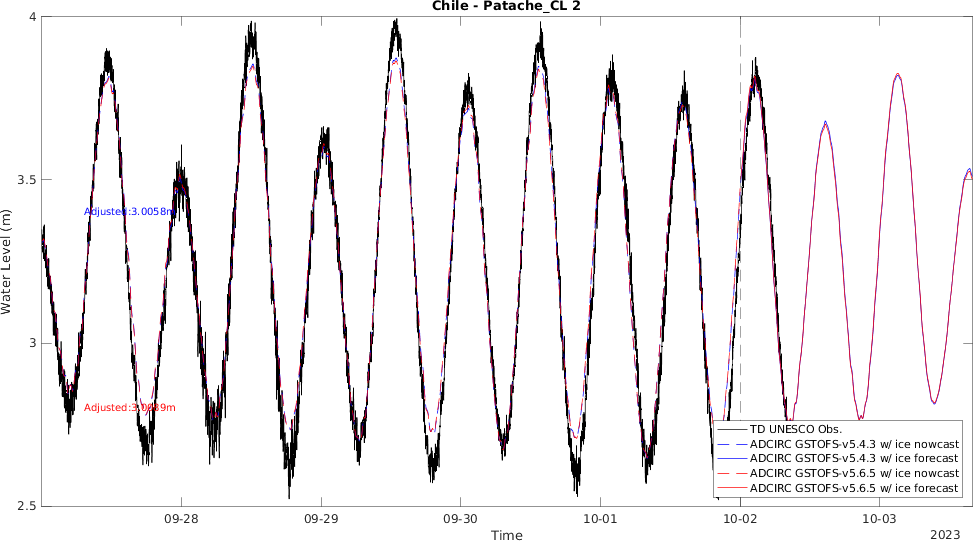 Chile - Patache_CL 2
4
3.5
3
2.5
Water Level (m)
Adjusted:3.0058m
TD UNESCO Obs.
ADCIRC GSTOFS-v5.4.3 w/ ice nowcast
ADCIRC GSTOFS-v5.4.3 w/ ice forecast
ADCIRC GSTOFS-v5.6.5 w/ ice nowcast
ADCIRC GSTOFS-v5.6.5 w/ ice forecast
09-28
09-29
09-30
10-01
10-02
10-03
Time
2023